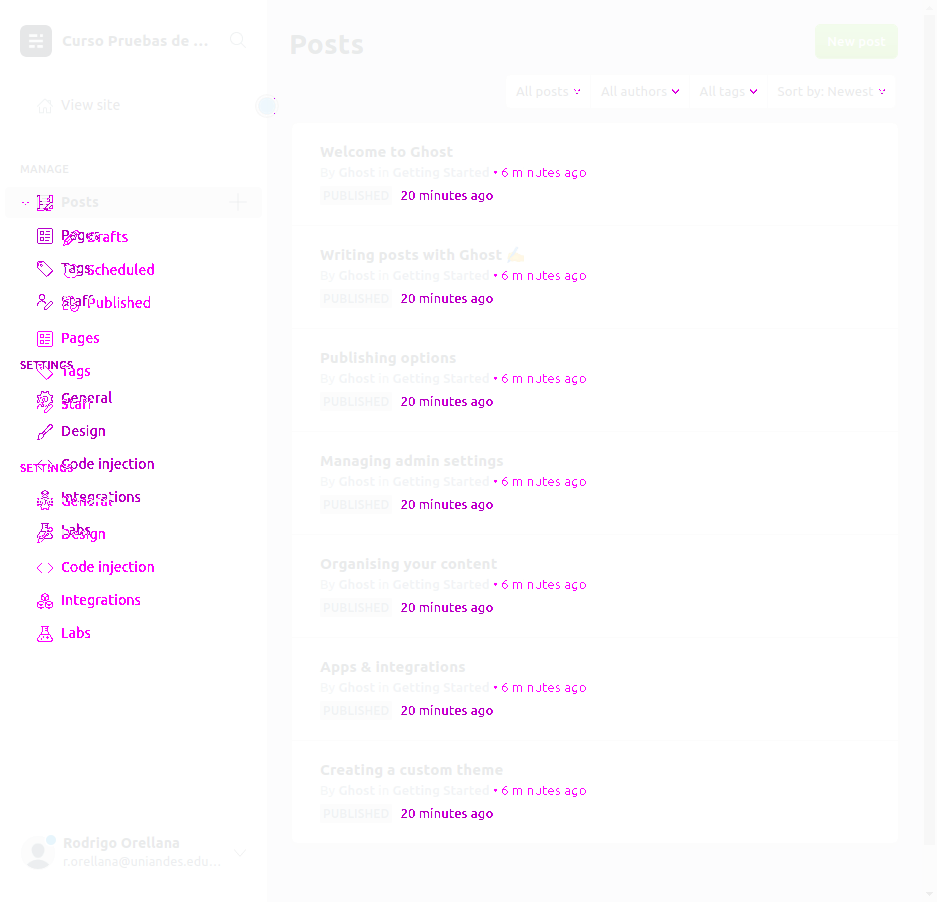 Curso Pruebas de ...
View site
MANAGE
Posts
Pages
Drafts
Tags
Scheduled
Staff
Published
Pages
SETTINGS
Tags
General
Staff
Design
Code injection
SETTINGS
Integrations
General
Labs
Design
Code injection
Integrations
Labs
Rodrigo Orellana
r.orellana@uniandes.edu...
Posts
New post
All posts All authors All tags Sort by: Newest
Welcome to Ghost
By Ghost in Getting Started • 6 minutes ago
PUBLISHED 20 minutes ago
Writing posts with Ghost ✍️
By Ghost in Getting Started • 6 minutes ago
PUBLISHED 20 minutes ago
Publishing options
By Ghost in Getting Started • 6 minutes ago
PUBLISHED 20 minutes ago
Managing admin settings
By Ghost in Getting Started • 6 minutes ago
PUBLISHED 20 minutes ago
Organising your content
By Ghost in Getting Started • 6 minutes ago
PUBLISHED 20 minutes ago
Apps & integrations
By Ghost in Getting Started • 6 minutes ago
PUBLISHED 20 minutes ago
Creating a custom theme
By Ghost in Getting Started • 6 minutes ago
PUBLISHED 20 minutes ago